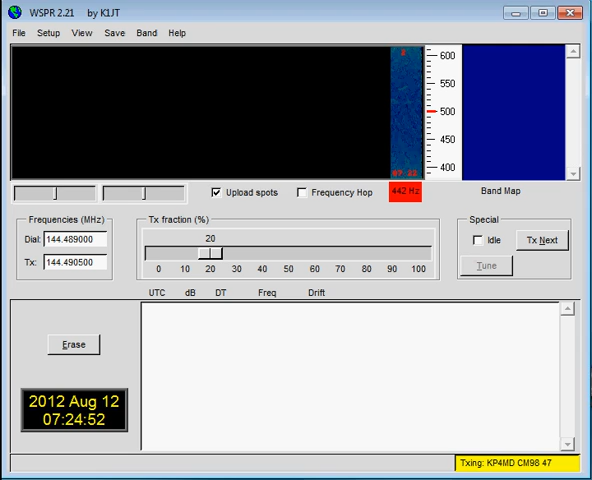 WSPR 2.21 by K1JT
File Setup View Save Band Help
600
550
500
450
400
07 22
Upload spots Frequency Hop 442 Hz Band Map
Frequencies (MHz)
Dial: 144.489000
Tx: 144.490500
Tx fraction (%)
20
0 10 20 30 40 50 60 70 80 90 100
Special
Idle Tx Next
Tune
UTC dB DT Freq Drift
Erase
2012 Aug 12
07:24:52
Txing: KP4MD CM98 47